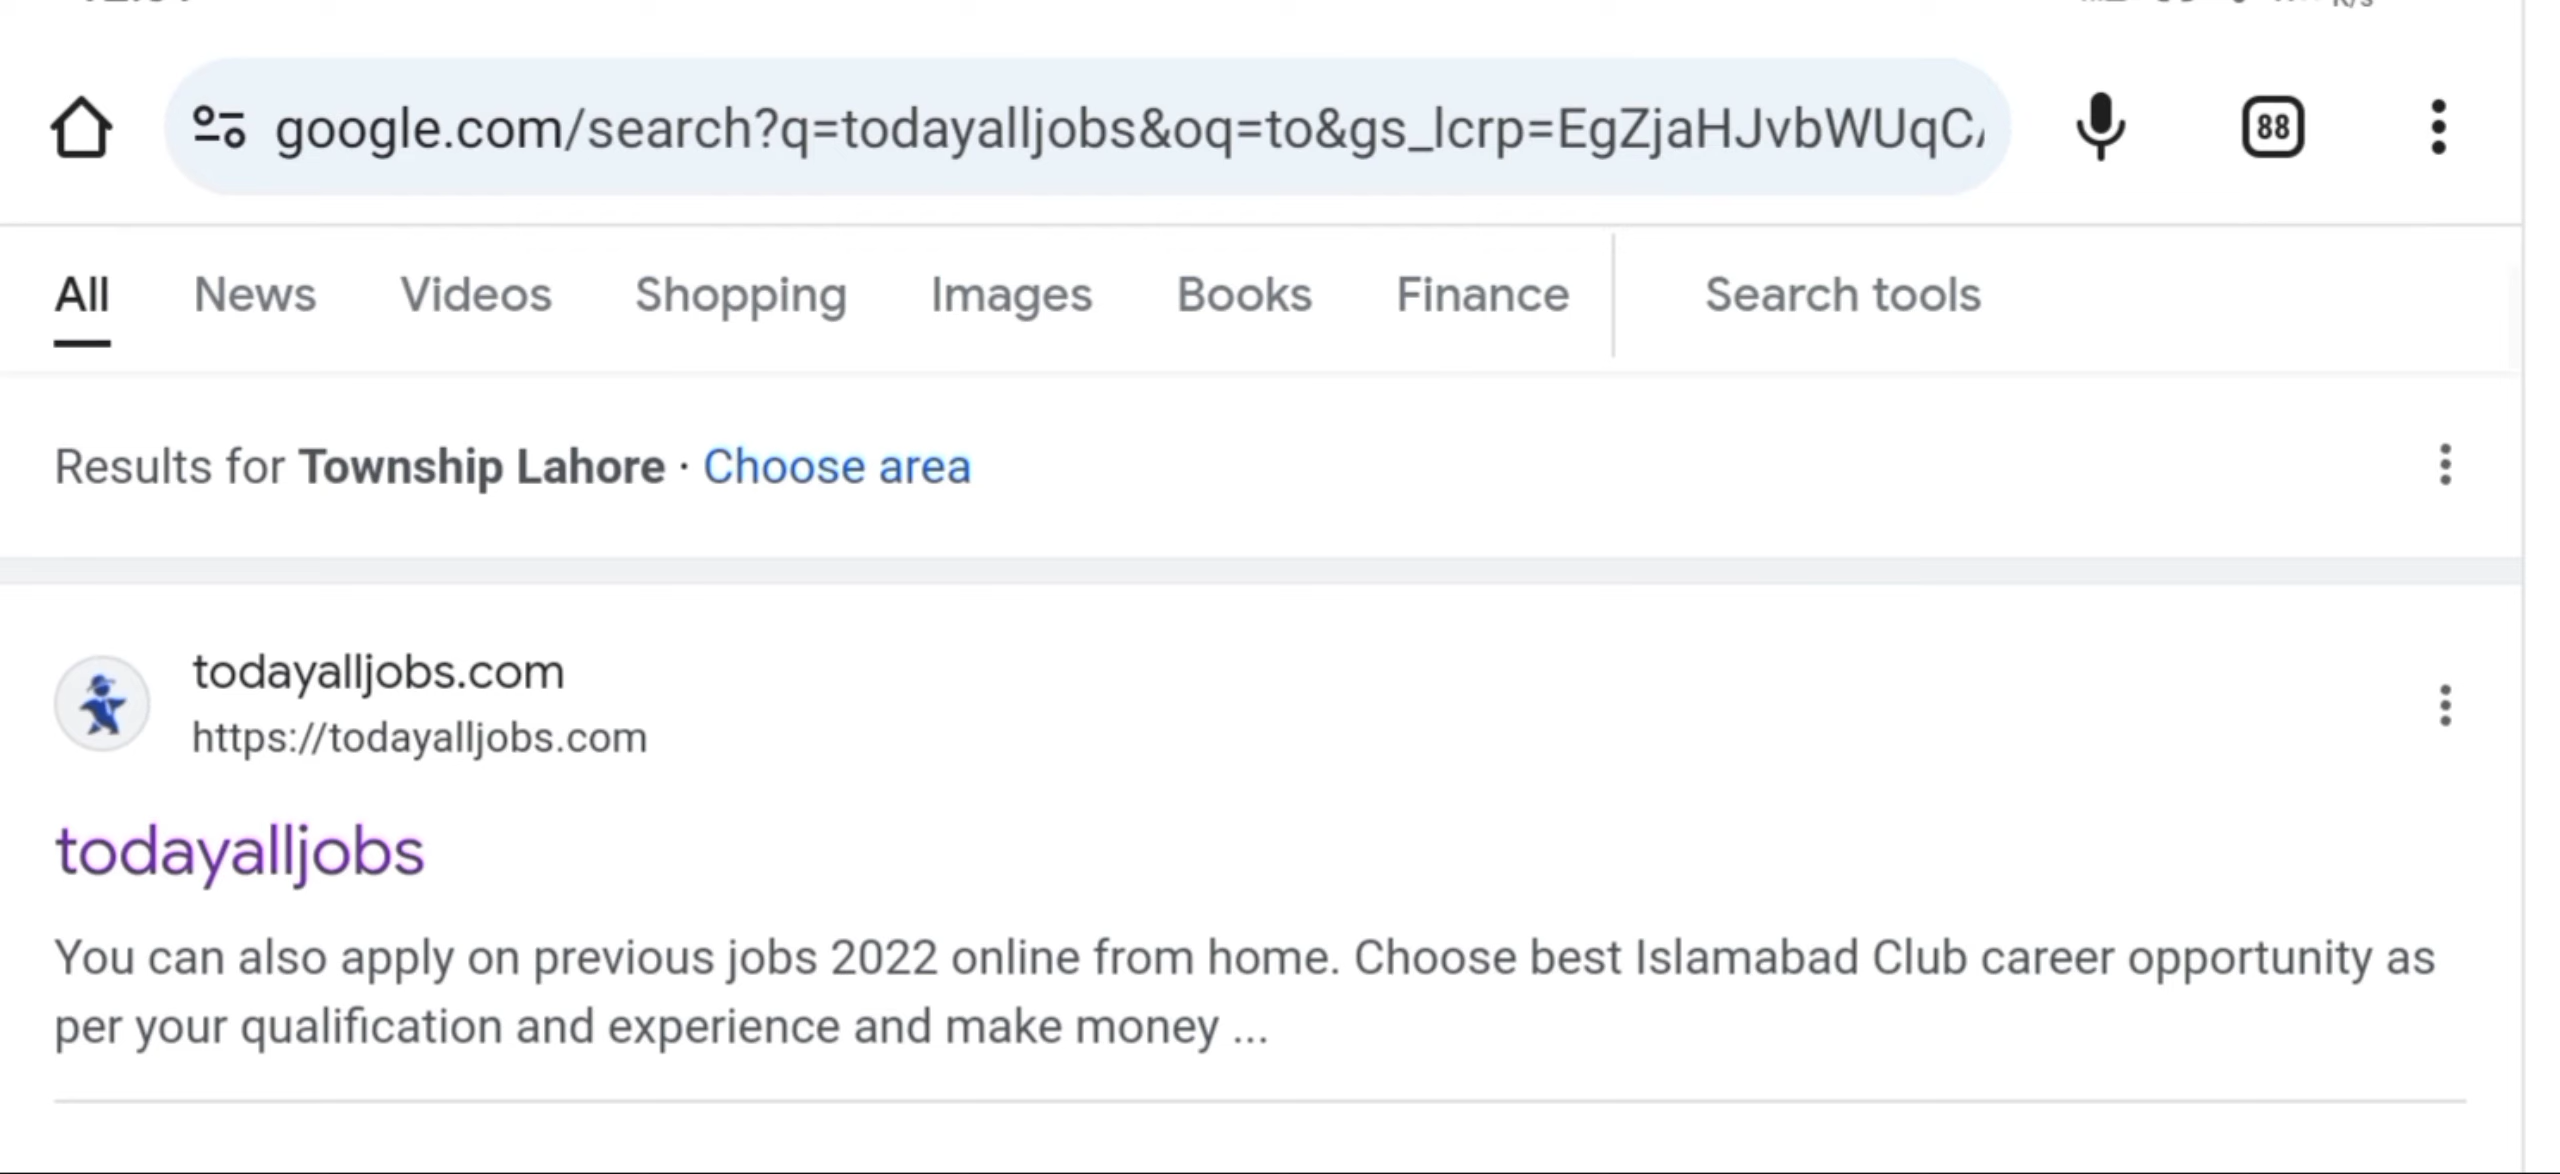 google.com/search?q=todayalljobs&oq=to&gs_lcrp=EgZjaHJvbWUqC
88
All News Videos Shopping Images Books Finance Search tools
Results for Township Lahore · Choose area
todayalljobs.com
https://todayalljobs.com
todayalljobs
You can also apply on previous jobs 2022 online from home. Choose best Islamabad Club career opportunity as
per your qualification and experience and make money ...